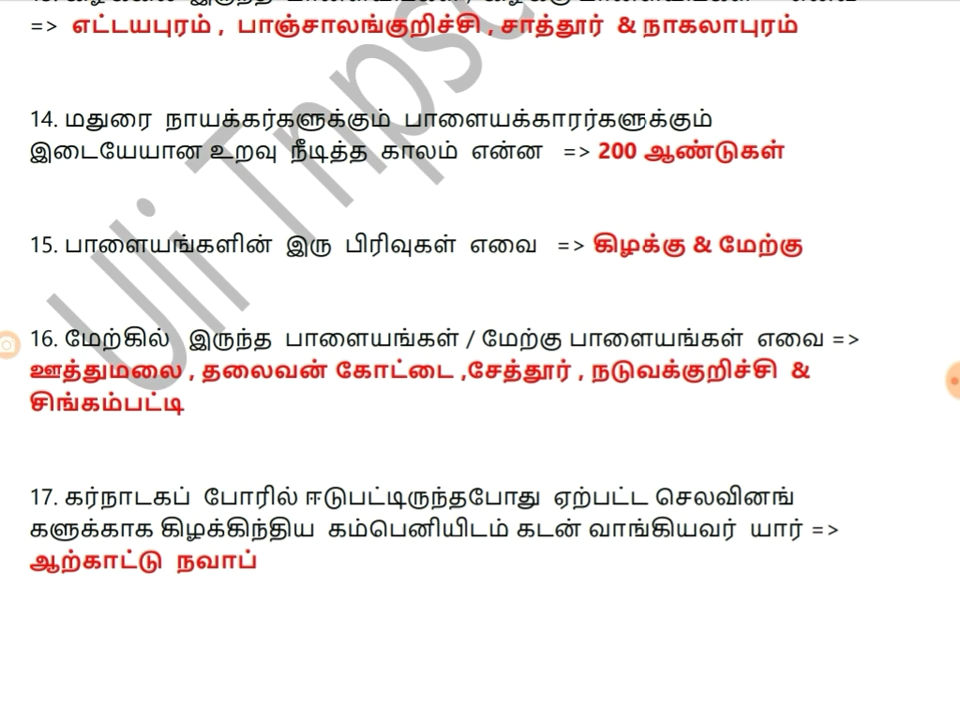 => எட்டயபுரம் , பாஞ்சாலங்குறிச்சி , சாத்தூர் & நாகலாபுரம்
14. மதுரை நாயக்கர்களுக்கும் பாளையக்காரர்களுக்கும்
இடையேயான உறவு நீடித்த காலம் என்ன => 200 ஆண்டுகள்
15. பாளையங்களின் இரு பிரிவுகள் எவை => கிழக்கு & மேற்கு
16. மேற்கில் இருந்த பாளையங்கள் / மேற்கு பாளையங்கள் எவை =>
ஊத்துமலை , தலைவன் கோட்டை ,சேத்தூர் , நடுவக்குறிச்சி &
சிங்கம்பட்டி
17. கர்நாடகப் போரில் ஈடுபட்டிருந்தபோது ஏற்பட்ட செலவினங்
களுக்காக கிழக்கிந்திய கம்பெனியிடம் கடன் வாங்கியவர் யார் =>
ஆற்காட்டு நவாப்
Uli Tnpsc